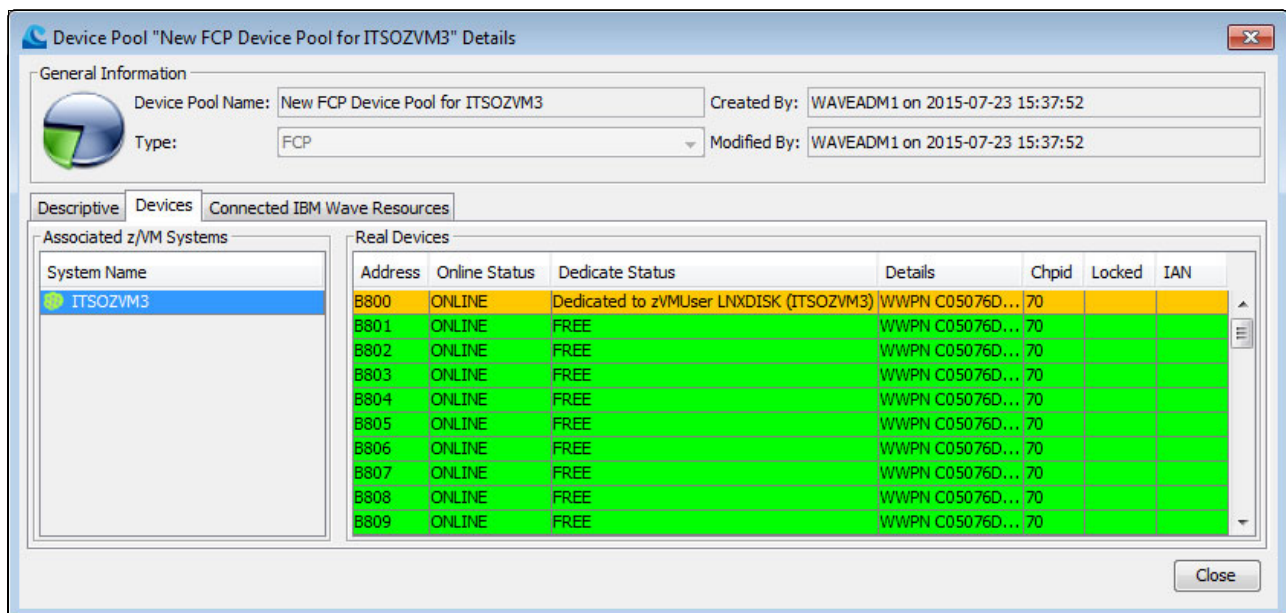 Device Pool "New FCP Device Pool for ITSOZVM3" Details
General Information
Device Pool Name: New FCP Device Pool for ITSOZVM3 Created By: WAVEADM1 on 2015-07-23 15:37:52
Type: FCP Modified By: WAVEADM1 on 2015-07-23 15:37:52
Descriptive Devices Connected IBM Wave Resources
Associated z/VM Systems Real Devices
System Name Address Online Status Dedicate Status Details Chpid Locked IAN
ITSOZVM3 B800 ONLINE Dedicated to zVMUser LNXDISK (ITSOZVM3) WWPN C05076D... 70
B801 ONLINE FREE WWPN C05076D... 70
B802 ONLINE FREE WWPN C05076D... 70
B803 ONLINE FREE WWPN C05076D... 70
B804 ONLINE FREE WWPN C05076D... 70
B805 ONLINE FREE WWPN C05076D... 70
B806 ONLINE FREE WWPN C05076D... 70
B807 ONLINE FREE WWPN C05076D... 70
B808 ONLINE FREE WWPN C05076D... 70
B809 ONLINE FREE WWPN C05076D... 70
Close